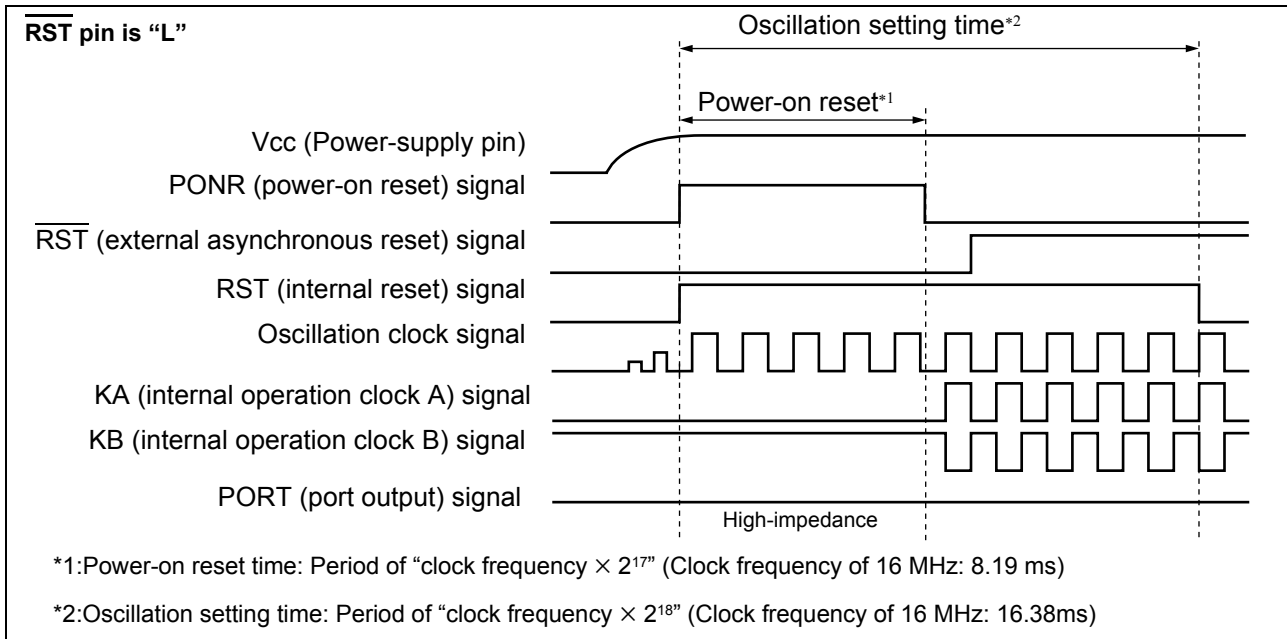 RST pin is “L”
Oscillation setting time*2
Power-on reset*1
Vcc (Power-supply pin)
PONR (power-on reset) signal
RST (external asynchronous reset) signal
RST (internal reset) signal
Oscillation clock signal
KA (internal operation clock A) signal
KB (internal operation clock B) signal
PORT (port output) signal
High-impedance
*1:Power-on reset time: Period of “clock frequency × 2¹⁷” (Clock frequency of 16 MHz: 8.19 ms)
*2:Oscillation setting time: Period of “clock frequency × 2¹⁸” (Clock frequency of 16 MHz: 16.38ms)